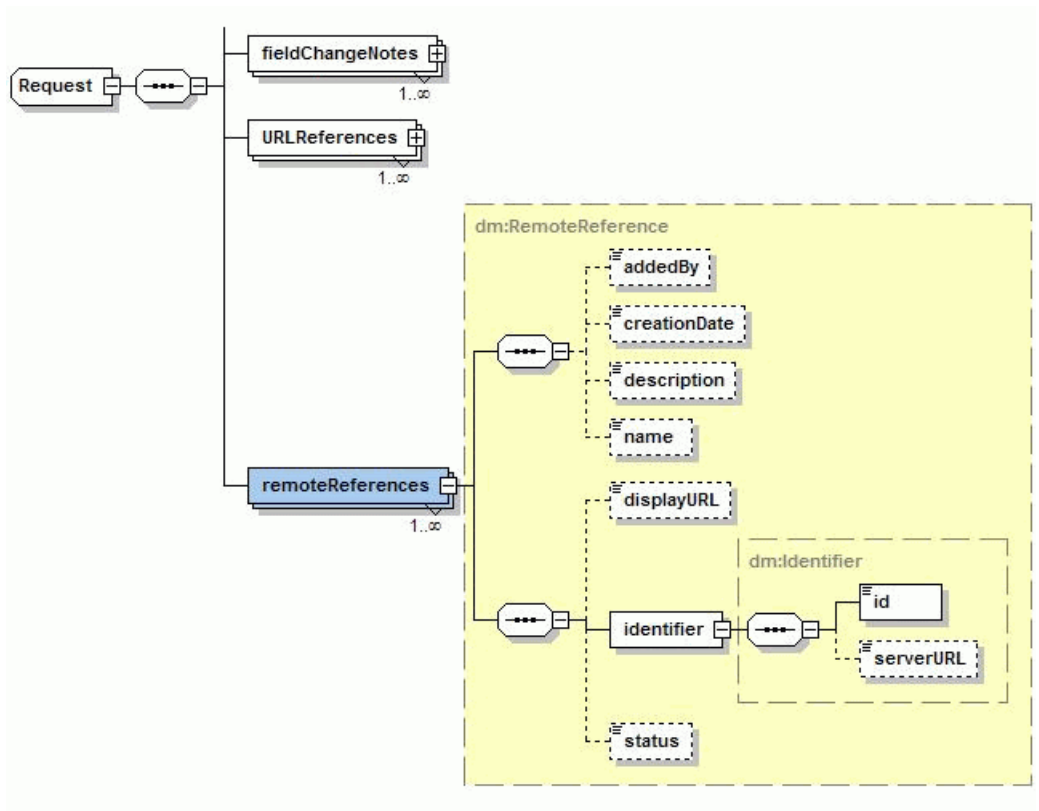 Request
fieldChangeNotes
1..∞
URLReferences
1..∞
dm:RemoteReference
addedBy
creationDate
description
name
remoteReferences
1..∞
displayURL
dm:Identifier
id
identifier
serverURL
status